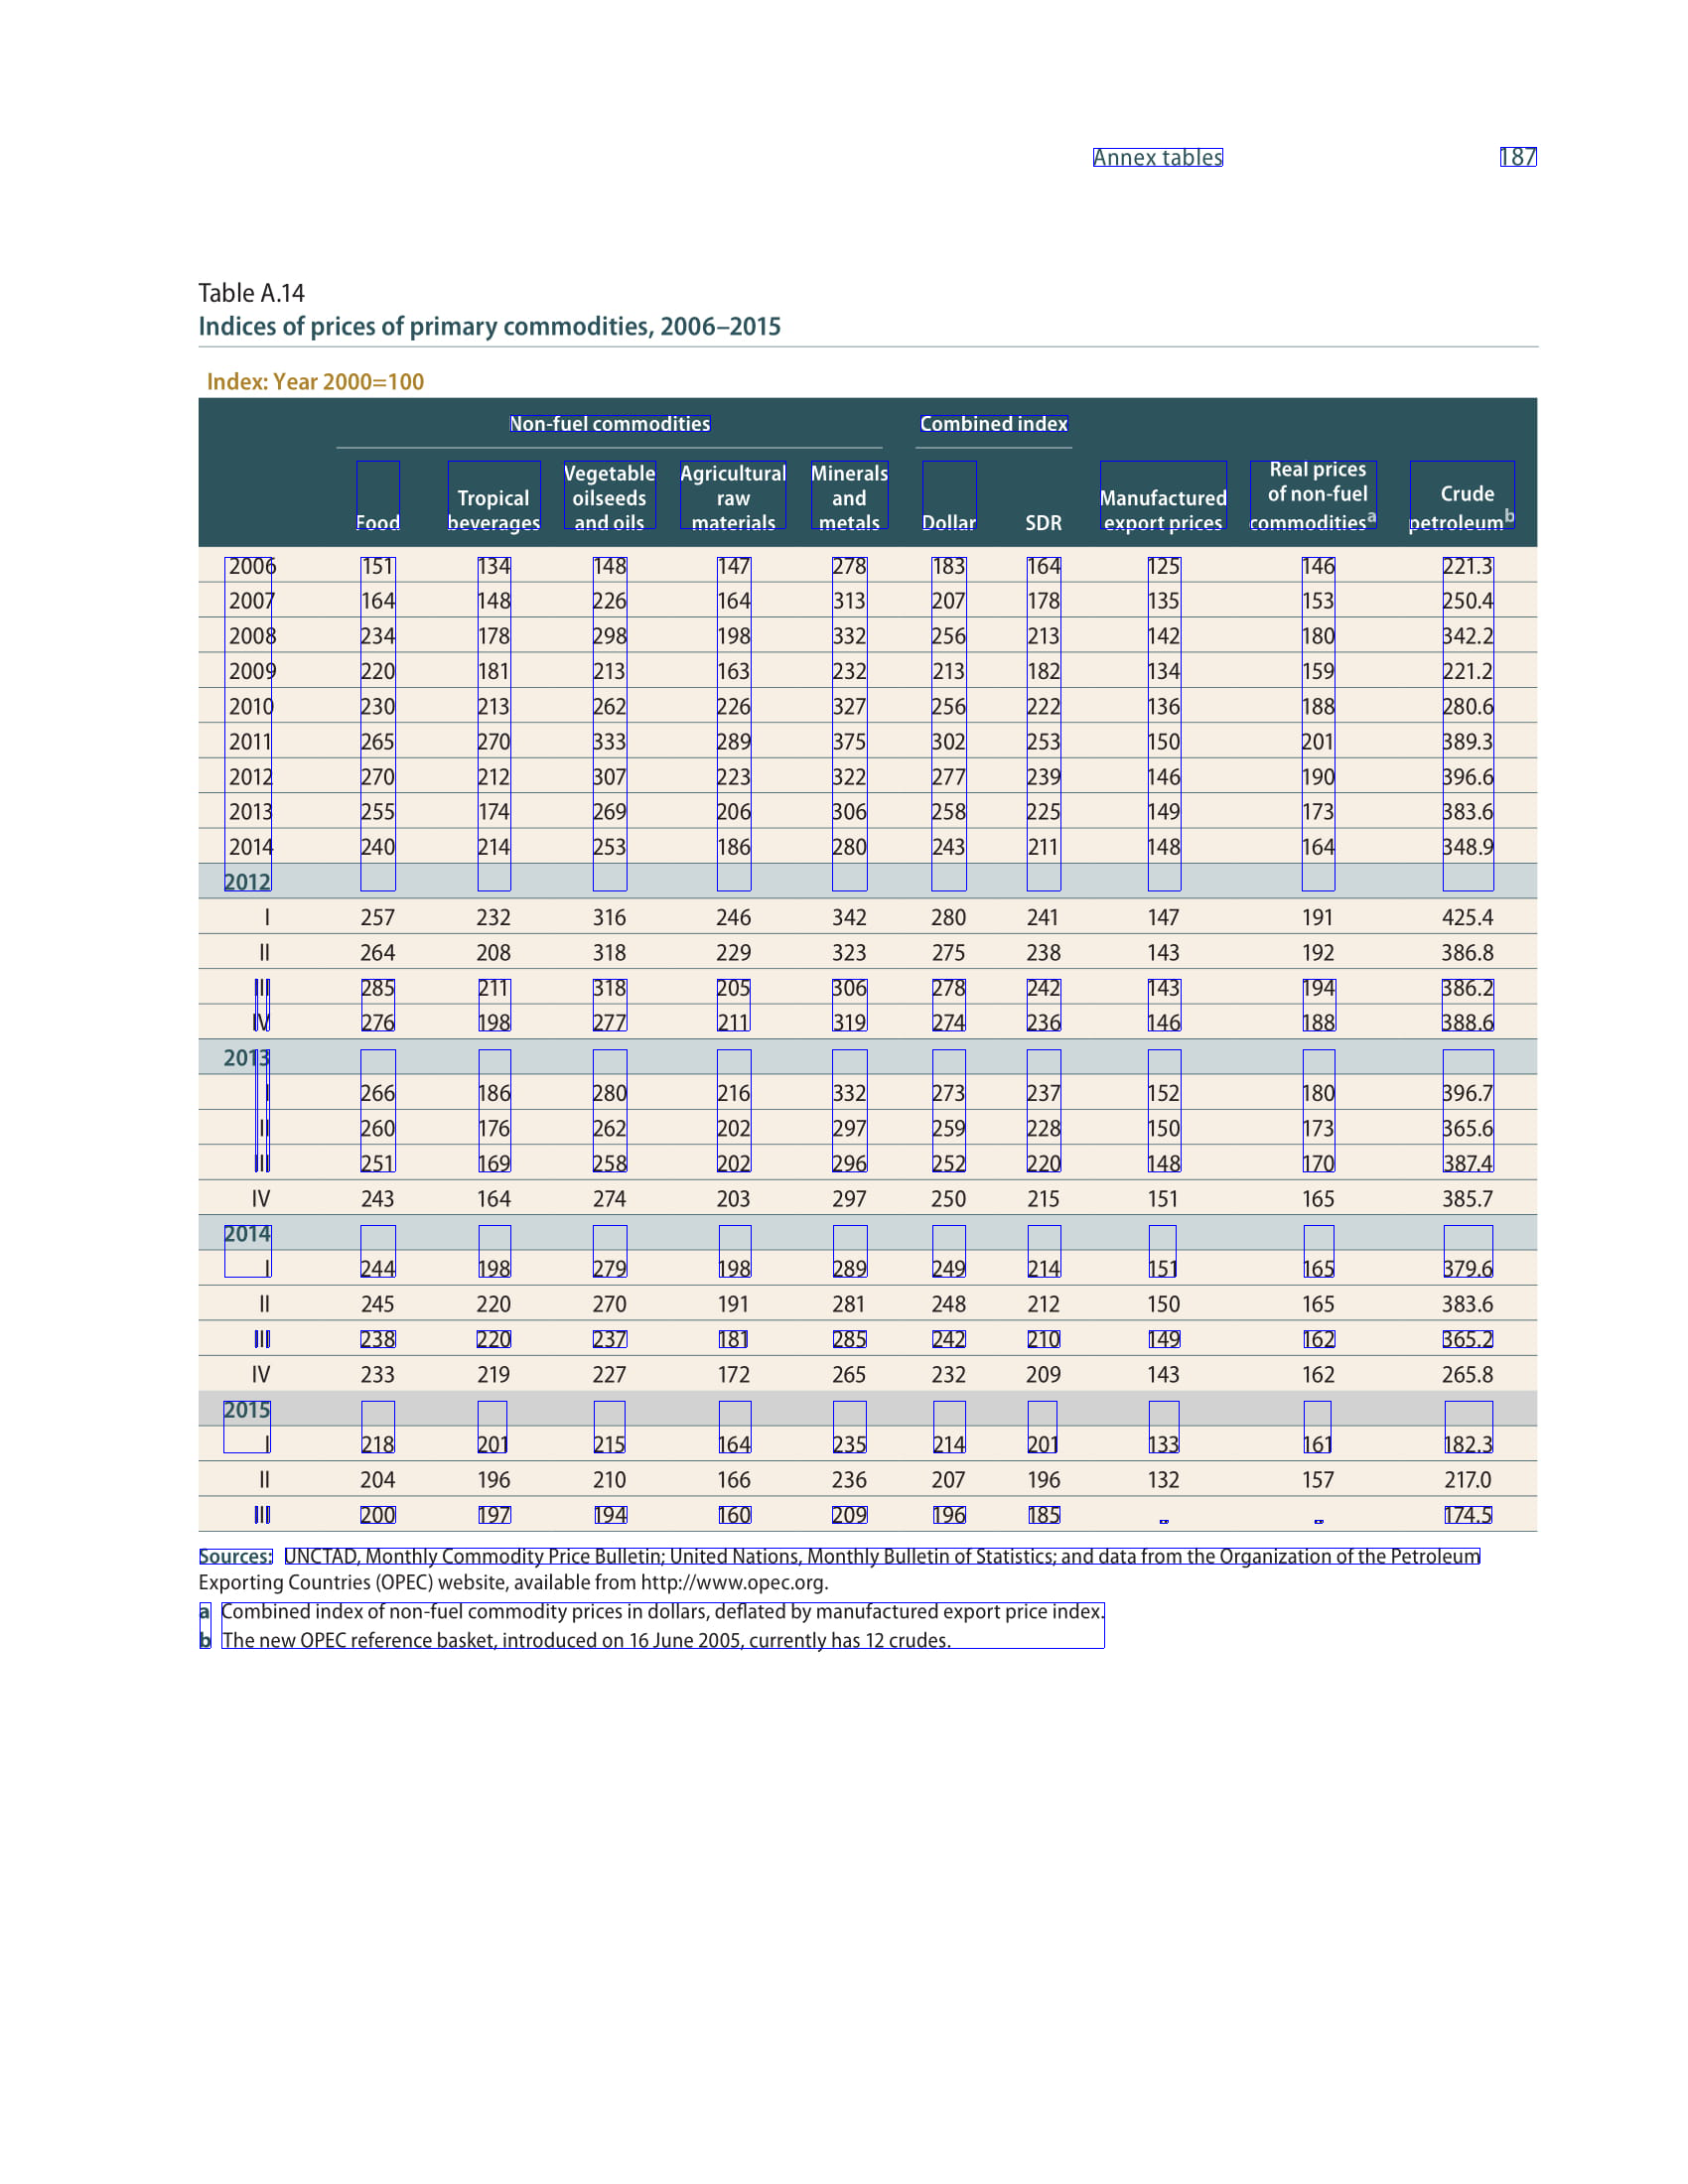 Annex tables 187
Table A.14
Indices of prices of primary commodities, 2006–2015
Index: Year 2000=100
Non-fuel commodities Combined index
Food Tropical beverages Vegetable oilseeds and oils Agricultural raw materials Minerals and metals Dollar SDR Manufactured export prices Real prices of non-fuel commodities a Crude petroleum b
2006 151 134 148 147 278 183 164 125 146 221.3
2007 164 148 226 164 313 207 178 135 153 250.4
2008 234 178 298 198 332 256 213 142 180 342.2
2009 220 181 213 163 232 213 182 134 159 221.2
2010 230 213 262 226 327 256 222 136 188 280.6
2011 265 270 333 289 375 302 253 150 201 389.3
2012 270 212 307 223 322 277 239 146 190 396.6
2013 255 174 269 206 306 258 225 149 173 383.6
2014 240 214 253 186 280 243 211 148 164 348.9
2012
I 257 232 316 246 342 280 241 147 191 425.4
II 264 208 318 229 323 275 238 143 192 386.8
III 285 211 318 205 306 278 242 143 194 386.2
IV 276 198 277 211 319 274 236 146 188 388.6
2013
I 266 186 280 216 332 273 237 152 180 396.7
II 260 176 262 202 297 259 228 150 173 365.6
III 251 169 258 202 296 252 220 148 170 387.4
IV 243 164 274 203 297 250 215 151 165 385.7
2014
I 244 198 279 198 289 249 214 151 165 379.6
II 245 220 270 191 281 248 212 150 165 383.6
III 238 220 237 181 285 242 210 149 162 365.2
IV 233 219 227 172 265 232 209 143 162 265.8
2015
I 218 201 215 164 235 214 201 133 161 182.3
II 204 196 210 166 236 207 196 132 157 217.0
III 200 197 194 160 209 196 185 .. .. 174.5
Sources: UNCTAD, Monthly Commodity Price Bulletin; United Nations, Monthly Bulletin of Statistics; and data from the Organization of the Petroleum
Exporting Countries (OPEC) website, available from http://www.opec.org.
a Combined index of non-fuel commodity prices in dollars, deflated by manufactured export price index.
b The new OPEC reference basket, introduced on 16 June 2005, currently has 12 crudes.